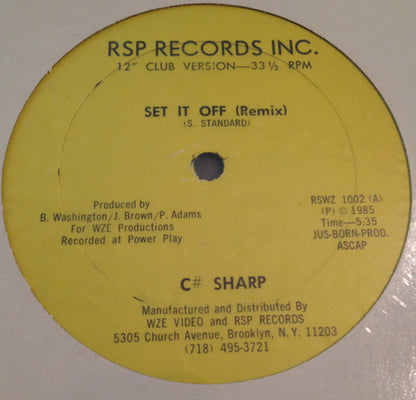 RSP RECORDS INC.
12" CLUB VERSION—33 ⅓ RPM
SET IT OFF (Remix)
(S. STANDARD)
Produced by
B. Washington/J. Brown/P. Adams
For WZE Productions
Recorded at Power Play
RSWZ 1002 (A)
(P) © 1985
Time—5:35
JUS-BORN-PROD.
ASCAP
C# SHARP
Manufactured and Distributed By
WZE VIDEO and RSP RECORDS
5305 Church Avenue, Brooklyn, N.Y. 11203
(718) 495-3721